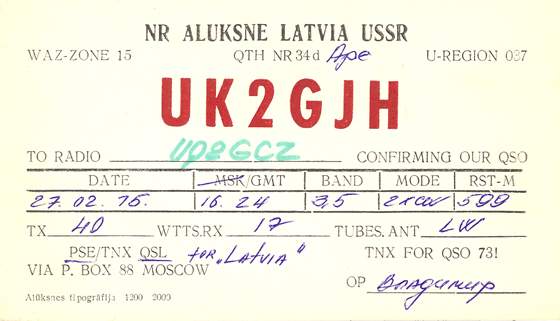 NR ALUKSNE LATVIA USSR
WAZ-ZONE 15 QTH NR 34d Ape U-REGION 037
UK2GJH
TO RADIO UQ2GCZ CONFIRMING OUR QSO
DATE MSK/GMT BAND MODE RST-M
27.02.75. 16.24 3,5 2xCW 599
TX 40 WTTS.RX 17 TUBES.ANT LW
PSE/TNX QSL for "LATVIA" TNX FOR QSO 731
VIA P. BOX 88 MOSCOW
OP Владимир
Alūksnes tipogrāfija 1200 2000